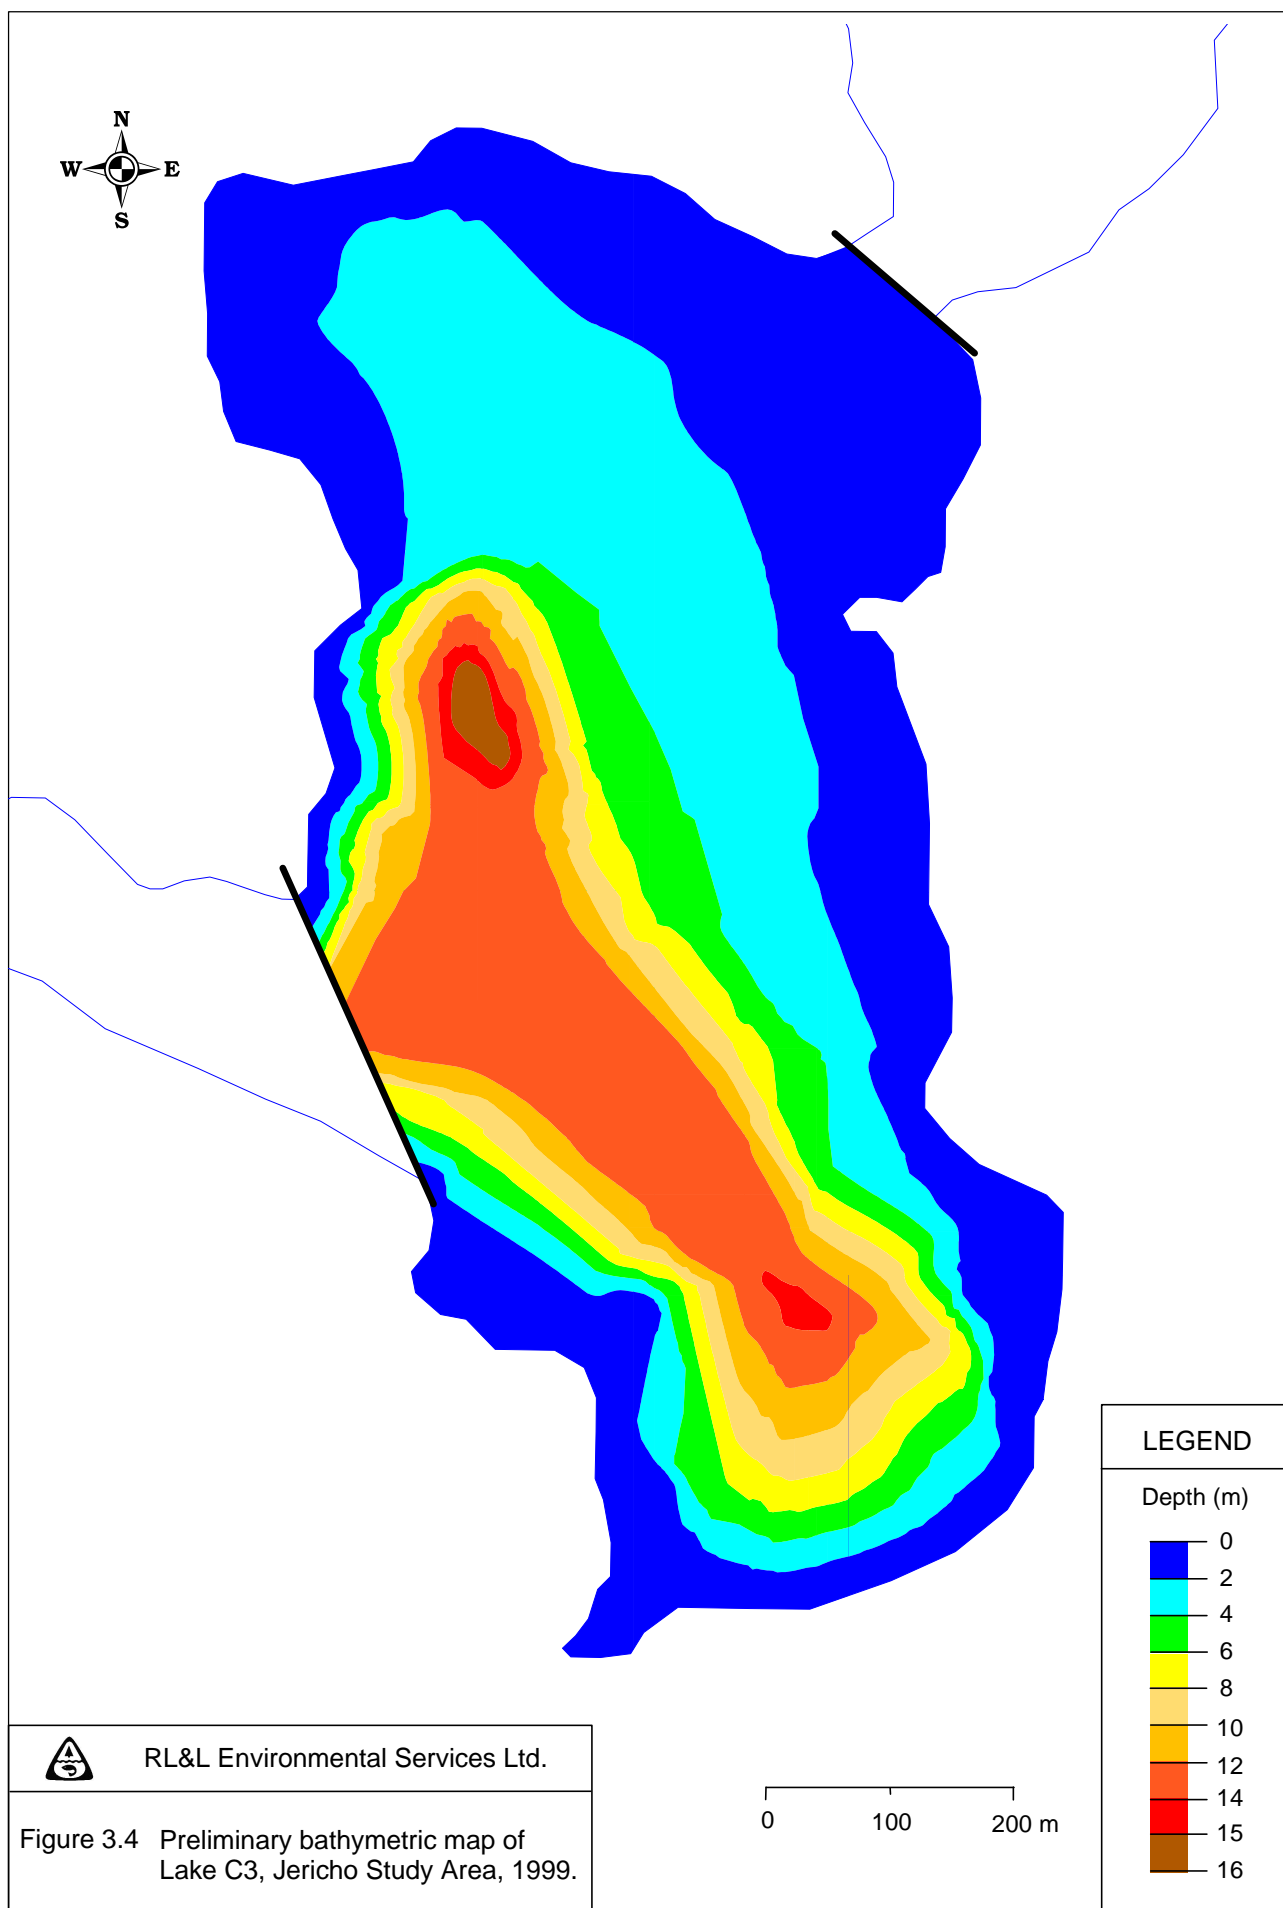 N
W E
S
LEGEND
Depth (m)
0
2
4
6
8
10
12
14
15
16
RL&L Environmental Services Ltd.
0 100 200 m
Figure 3.4 Preliminary bathymetric map of
Lake C3, Jericho Study Area, 1999.